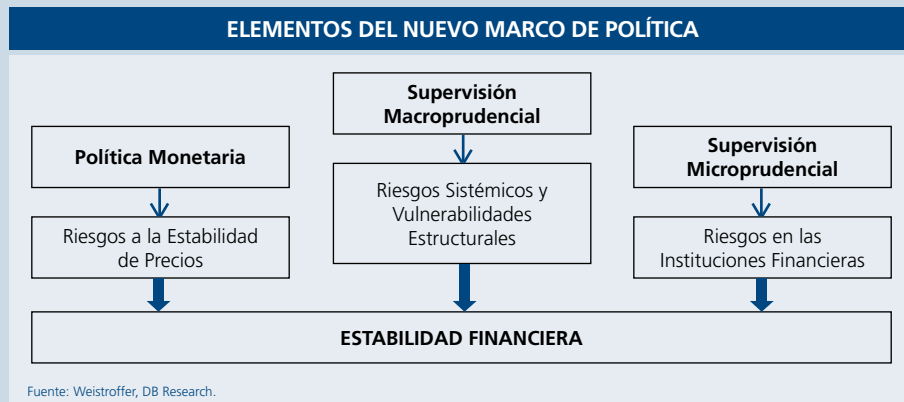 ELEMENTOS DEL NUEVO MARCO DE POLÍTICA
Supervisión
Macroprudencial
Política Monetaria
Supervisión
Microprudencial
Riesgos Sistémicos y
Vulnerabilidades
Estructurales
Riesgos a la Estabilidad
de Precios
Riesgos en las
Instituciones Financieras
ESTABILIDAD FINANCIERA
Fuente: Weistroffer, DB Research.